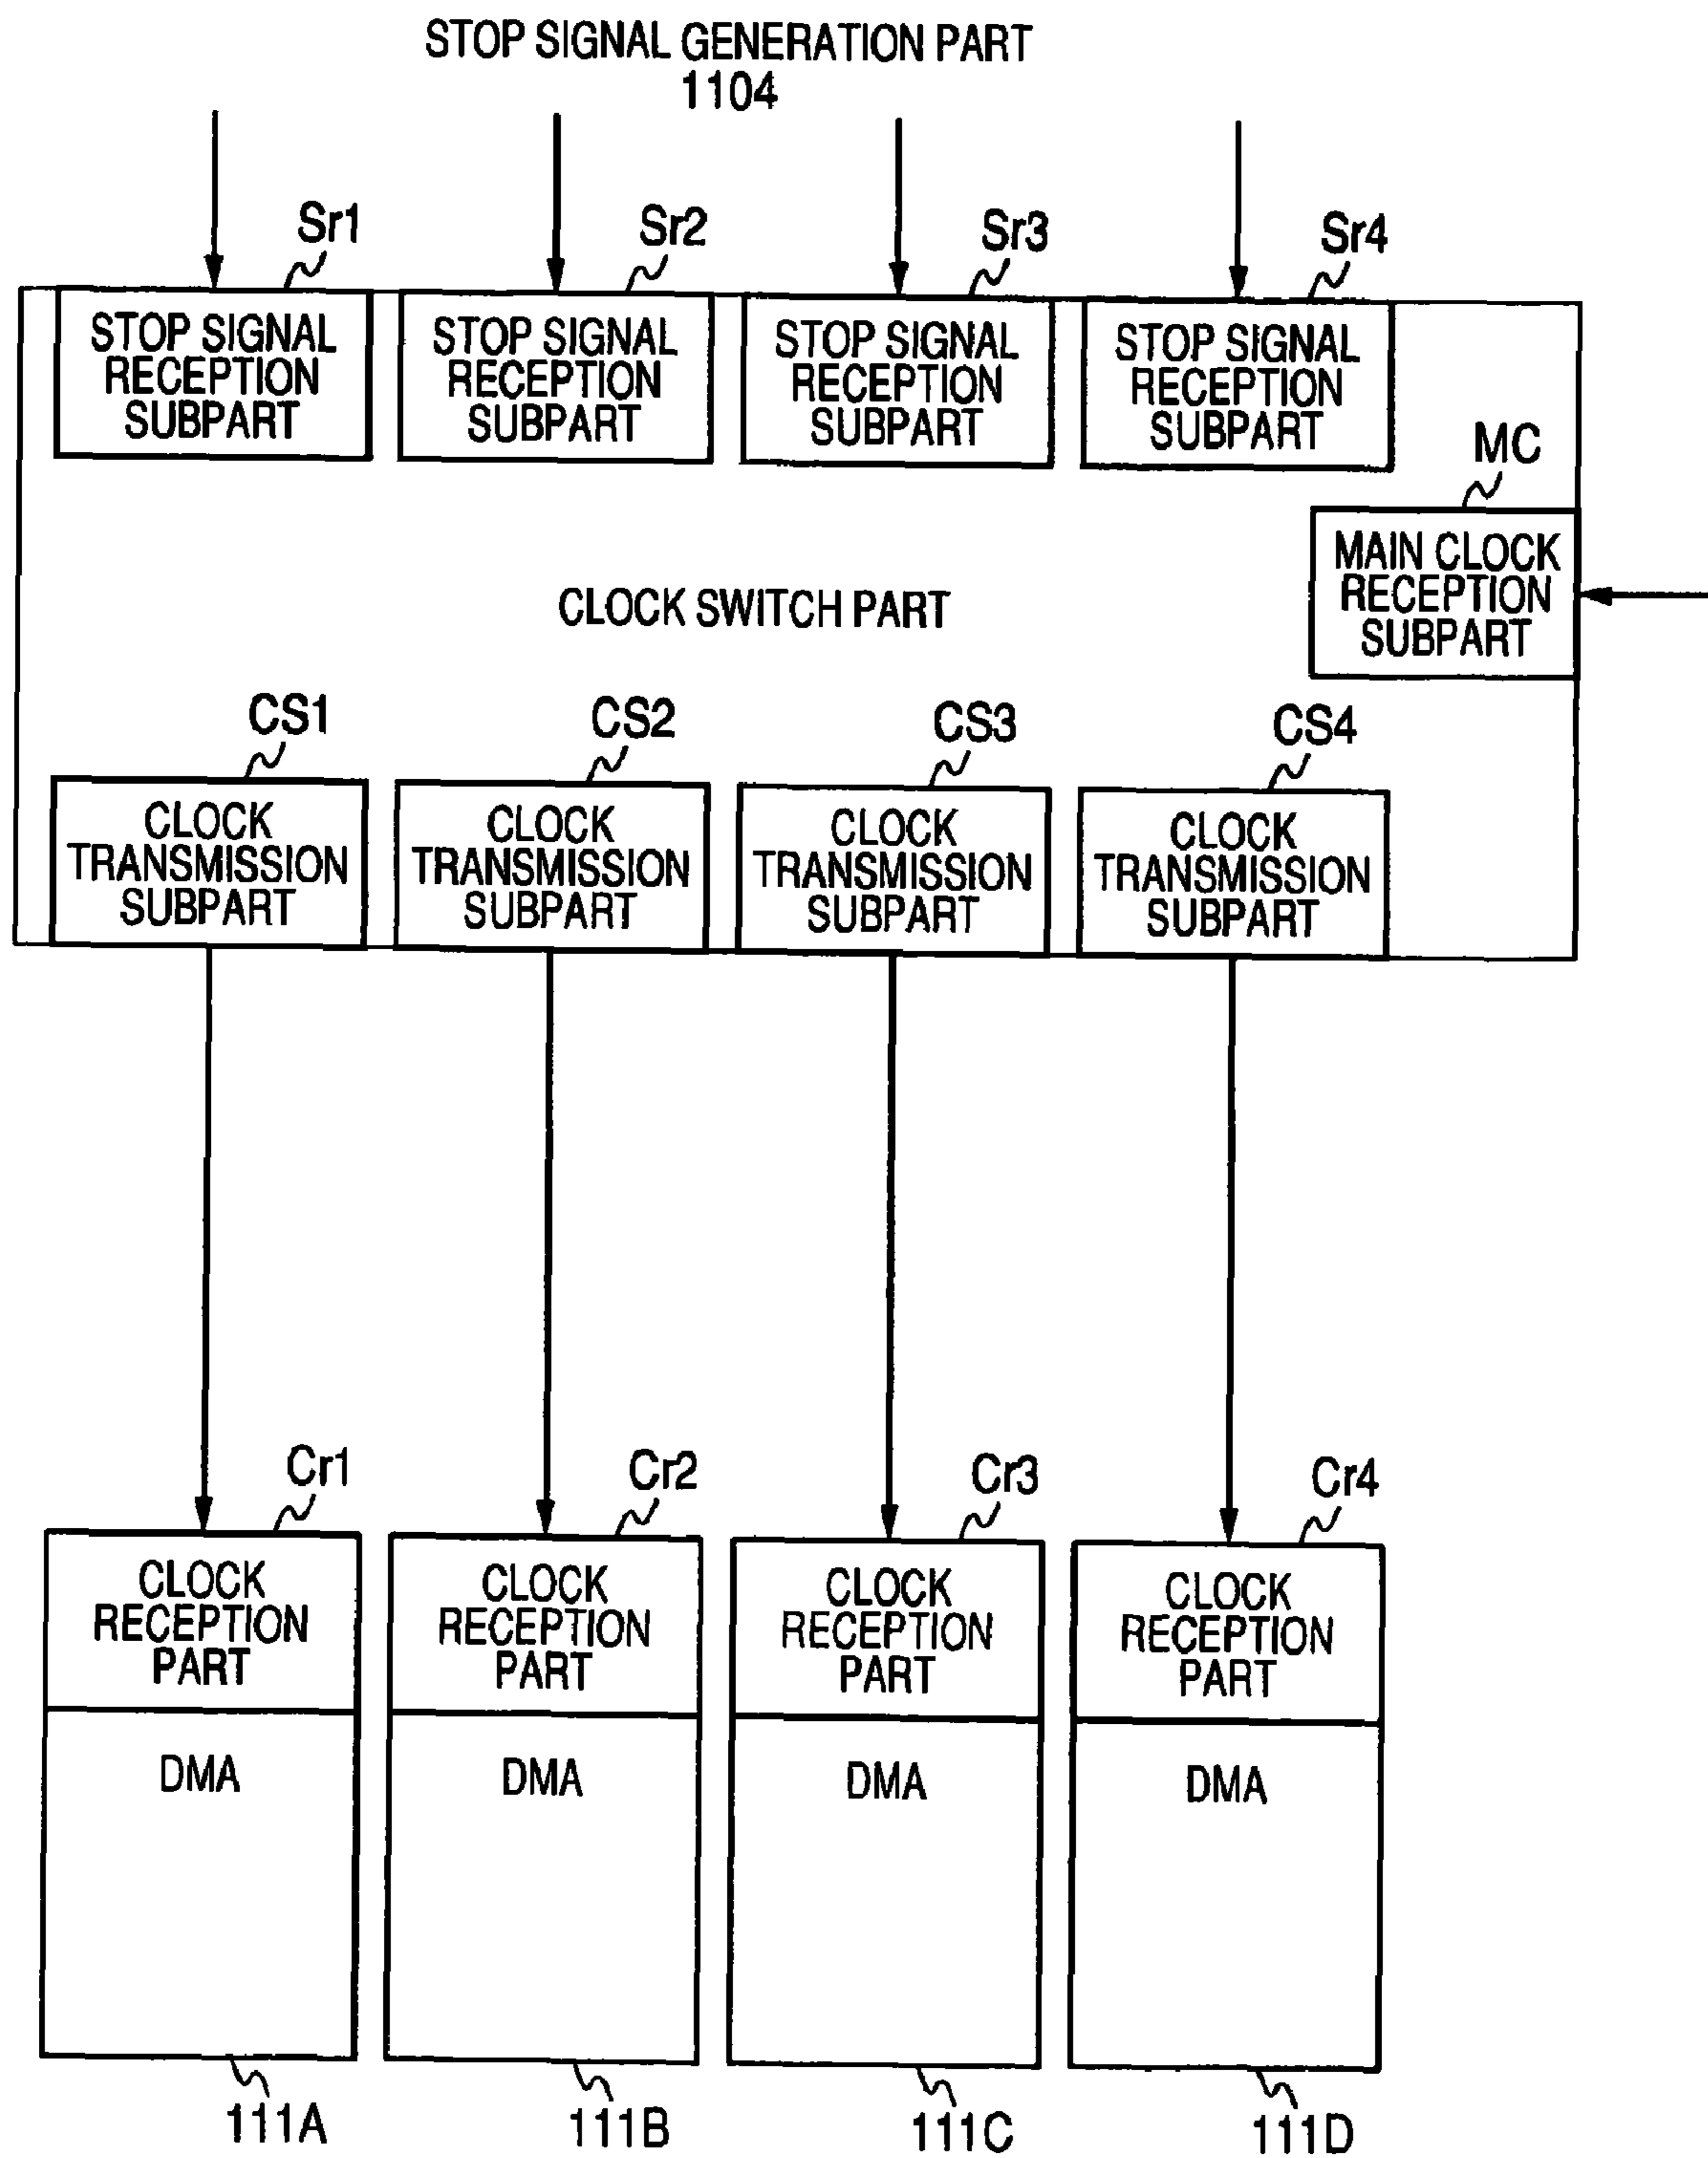 STOP SIGNAL GENERATION PART
1104
Sr1
Sr2
Sr3
Sr4
STOP SIGNAL
RECEPTION
SUBPART
STOP SIGNAL
RECEPTION
SUBPART
STOP SIGNAL
RECEPTION
SUBPART
STOP SIGNAL
RECEPTION
SUBPART
MC
MAIN CLOCK
RECEPTION
SUBPART
CLOCK SWITCH PART
CS1
CS2
CS3
CS4
CLOCK
TRANSMISSION
SUBPART
CLOCK
TRANSMISSION
SUBPART
CLOCK
TRANSMISSION
SUBPART
CLOCK
TRANSMISSION
SUBPART
Cr1
Cr2
Cr3
Cr4
CLOCK
RECEPTION
PART
CLOCK
RECEPTION
PART
CLOCK
RECEPTION
PART
CLOCK
RECEPTION
PART
DMA
DMA
DMA
DMA
111A
111B
111C
111D